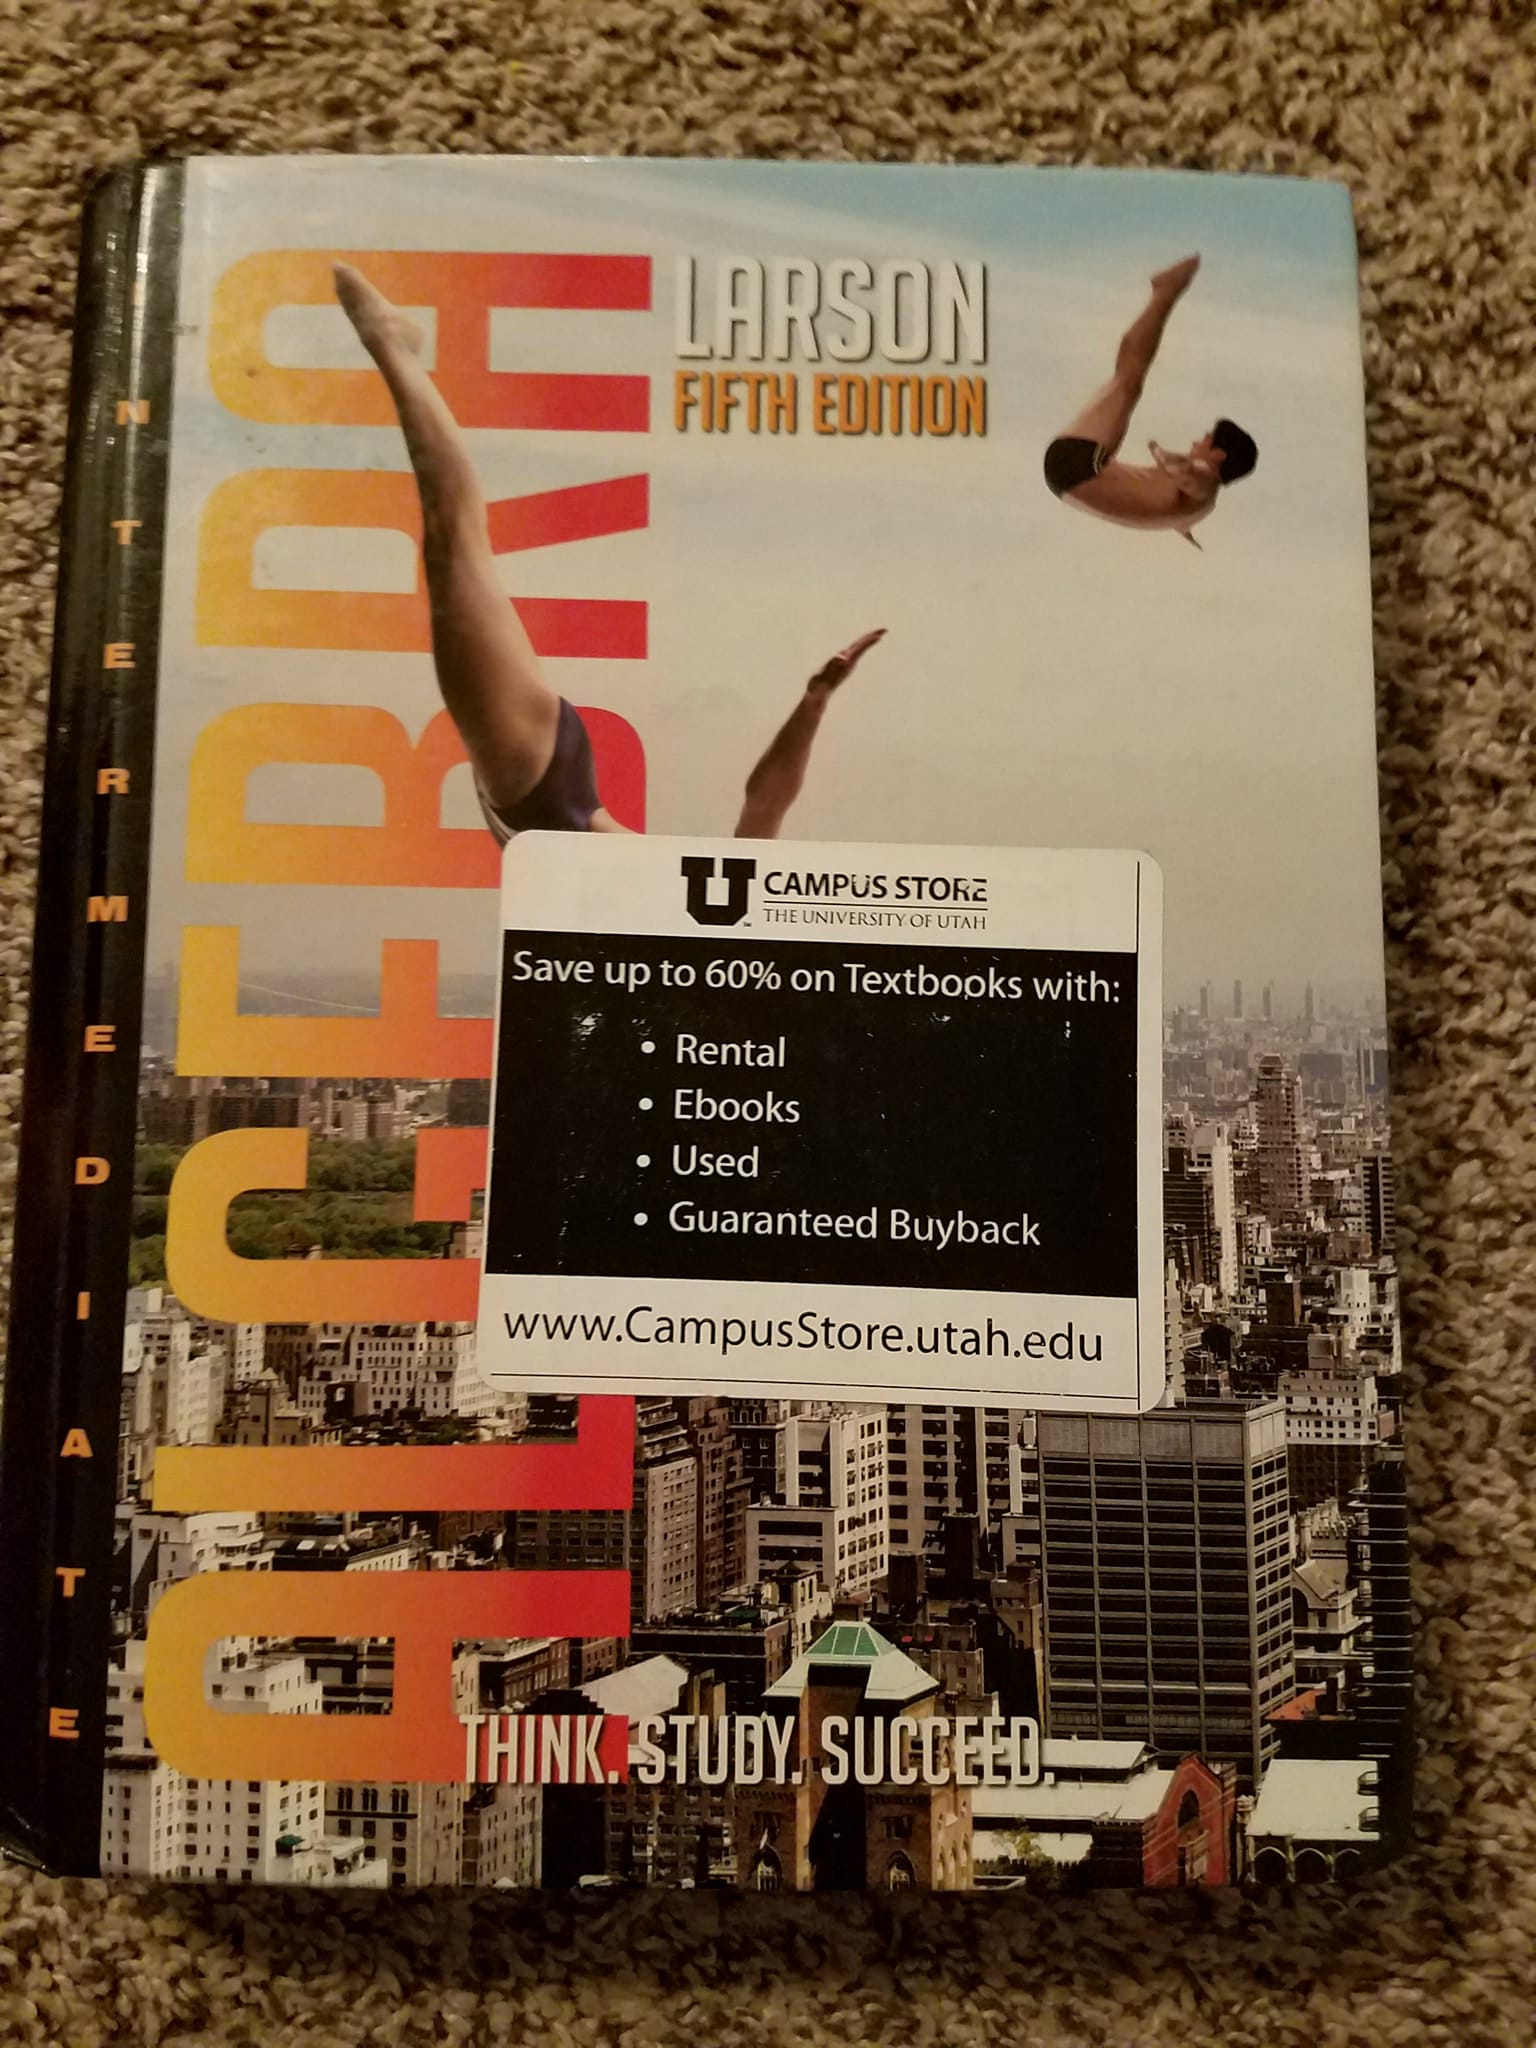 INTERMEDIATE
ALGEBRA
LARSON
FIFTH EDITION
U CAMPUS STORE
THE UNIVERSITY OF UTAH
Save up to 60% on Textbooks with:
• Rental
• Ebooks
• Used
• Guaranteed Buyback
www.CampusStore.utah.edu
THINK. STUDY. SUCCEED.